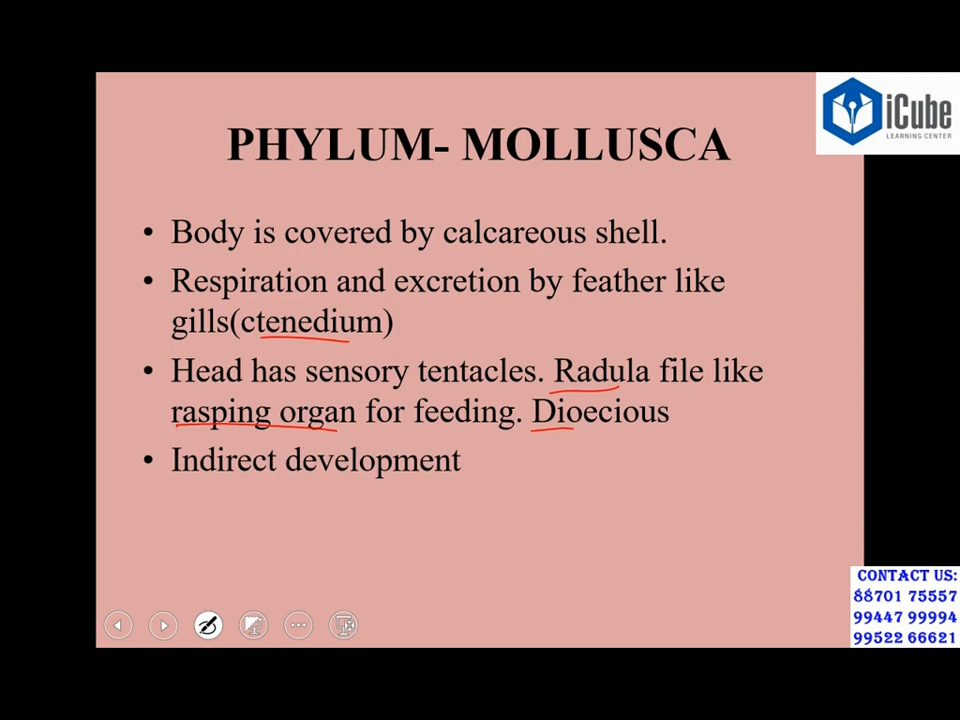 iCube
LEARNING CENTER
PHYLUM- MOLLUSCA
• Body is covered by calcareous shell.
• Respiration and excretion by feather like
gills(ctenedium)
• Head has sensory tentacles. Radula file like
rasping organ for feeding. Dioecious
• Indirect development
CONTACT US:
88701 75557
99447 99994
99522 66621